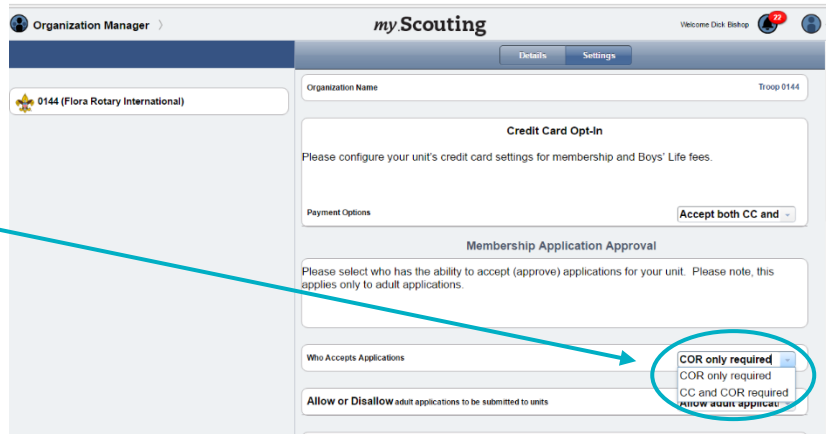 Organization Manager
my.Scouting
Welcome Dick Bishop
22
Details Settings
0144 (Flora Rotary International)
Organization Name Troop 0144
Credit Card Opt-In
Please configure your unit's credit card settings for membership and Boys' Life fees.
Payment Options Accept both CC and
Membership Application Approval
Please select who has the ability to accept (approve) applications for your unit. Please note, this
applies only to adult applications.
Who Accepts Applications COR only required
COR only required
CC and COR required
Allow or Disallow adult applications to be submitted to units Allow adult applicati